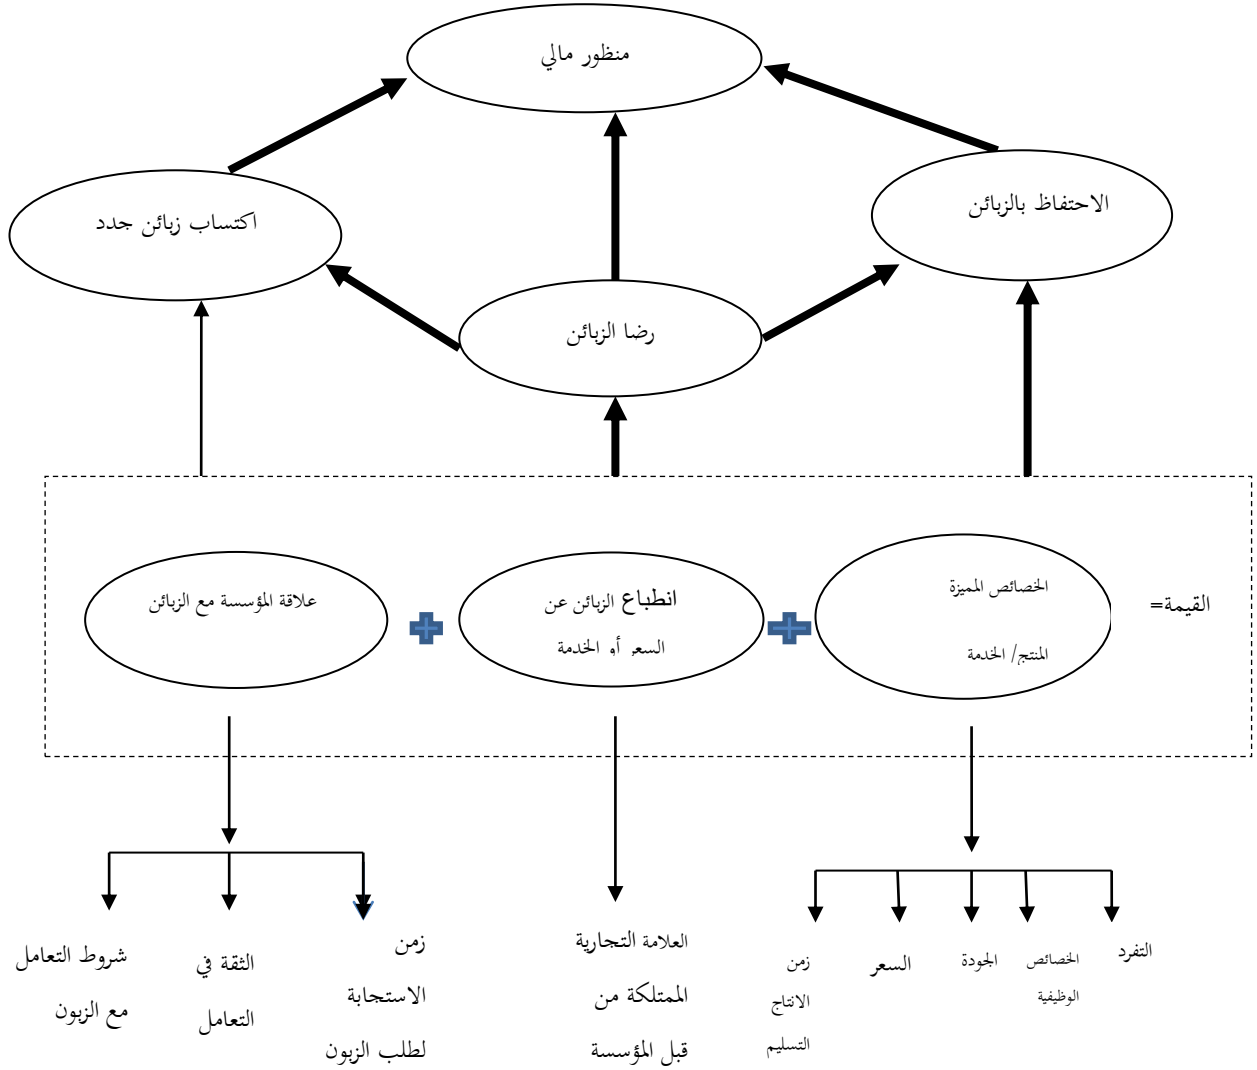 منظور مالي
الاحتفاظ بالزبائن
اكتساب زبائن جدد
رضا الزبائن
القيمة=
الخصائص المميزة
المنتج/ الخدمة
انطباع الزبائن عن
السعر أو الخدمة
علاقة المؤسسة مع الزبائن
التفرد
الخصائص
الوظيفية
الجودة
السعر
زمن
الانتاج
التسليم
العلامة التجارية
الممتلكة من
قبل المؤسسة
زمن
الاستجابة
لطلب الزبون
الثقة في
التعامل
شروط التعامل
مع الزبون